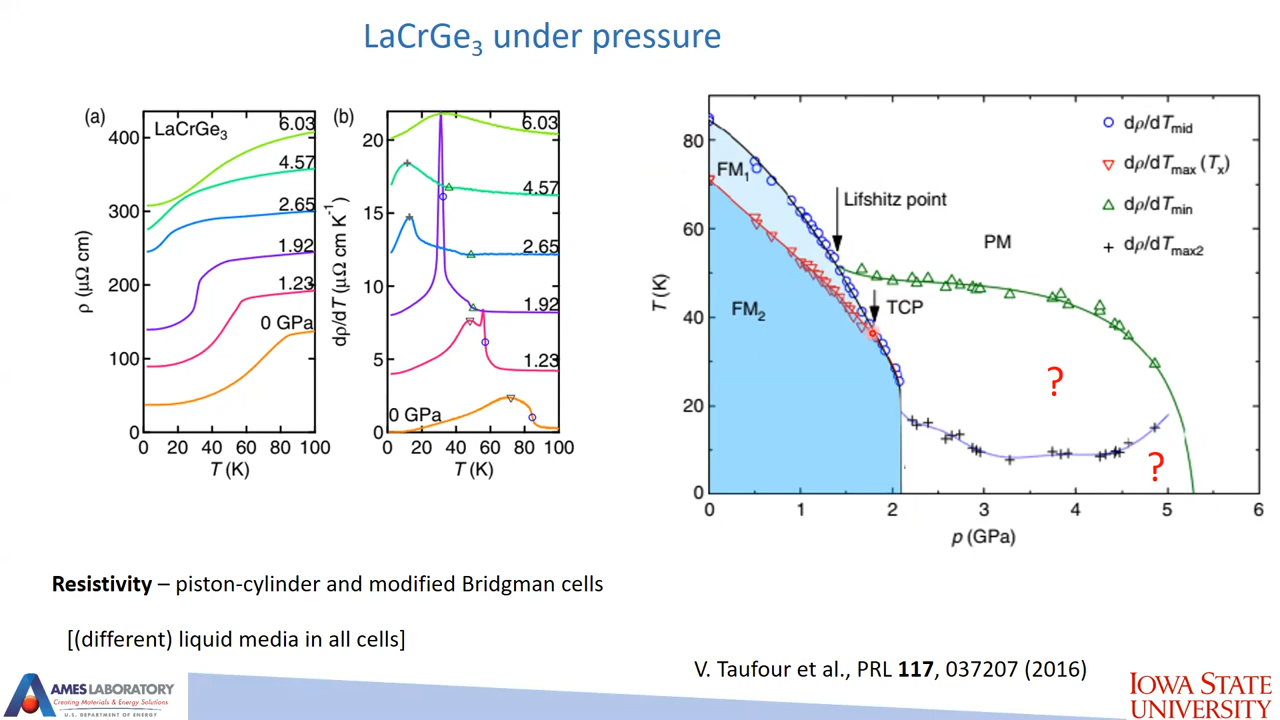 LaCrGe3 under pressure
(a)
LaCrGe3
6.03
4.57
2.65
1.92
1.23
0 GPa
400
300
200
100
0
ρ (μΩ cm)
0 20 40 60 80 100
T (K)
(b)
6.03
4.57
2.65
1.92
1.23
0 GPa
20
15
10
5
0
dρ/dT (μΩ cm K⁻¹)
0 20 40 60 80 100
T (K)
dρ/dTmid
dρ/dTmax (Tx)
dρ/dTmin
dρ/dTmax2
FM1
Lifshitz point
PM
TCP
FM2
?
?
80
60
40
20
0
T (K)
0 1 2 3 4 5 6
p (GPa)
Resistivity – piston-cylinder and modified Bridgman cells
[(different) liquid media in all cells]
V. Taufour et al., PRL 117, 037207 (2016)
AMES LABORATORY
Creating Materials & Energy Solutions
U.S. DEPARTMENT OF ENERGY
IOWA STATE
UNIVERSITY